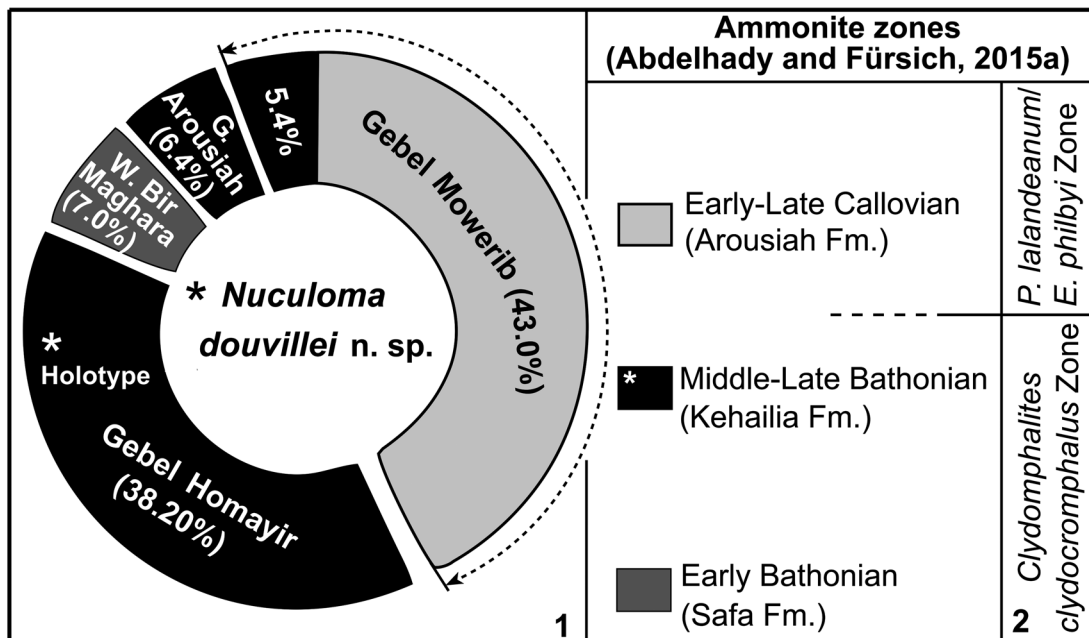 5.4%
Gebel Mowerib (43.0%)
G.
Arousiah
(6.4%)
W. Bir
Maghara
(7.0%)
* Nuculoma
douvillei n. sp.
*
Holotype
Gebel Homayir
(38.20%)
1
Ammonite zones
(Abdelhady and Fürsich, 2015a)
Early-Late Callovian
(Arousiah Fm.)
* Middle-Late Bathonian
(Kehailia Fm.)
Early Bathonian
(Safa Fm.)
P. lalandeanum/
E. philbyi Zone
Clydomphalites
clydocromphalus Zone
2